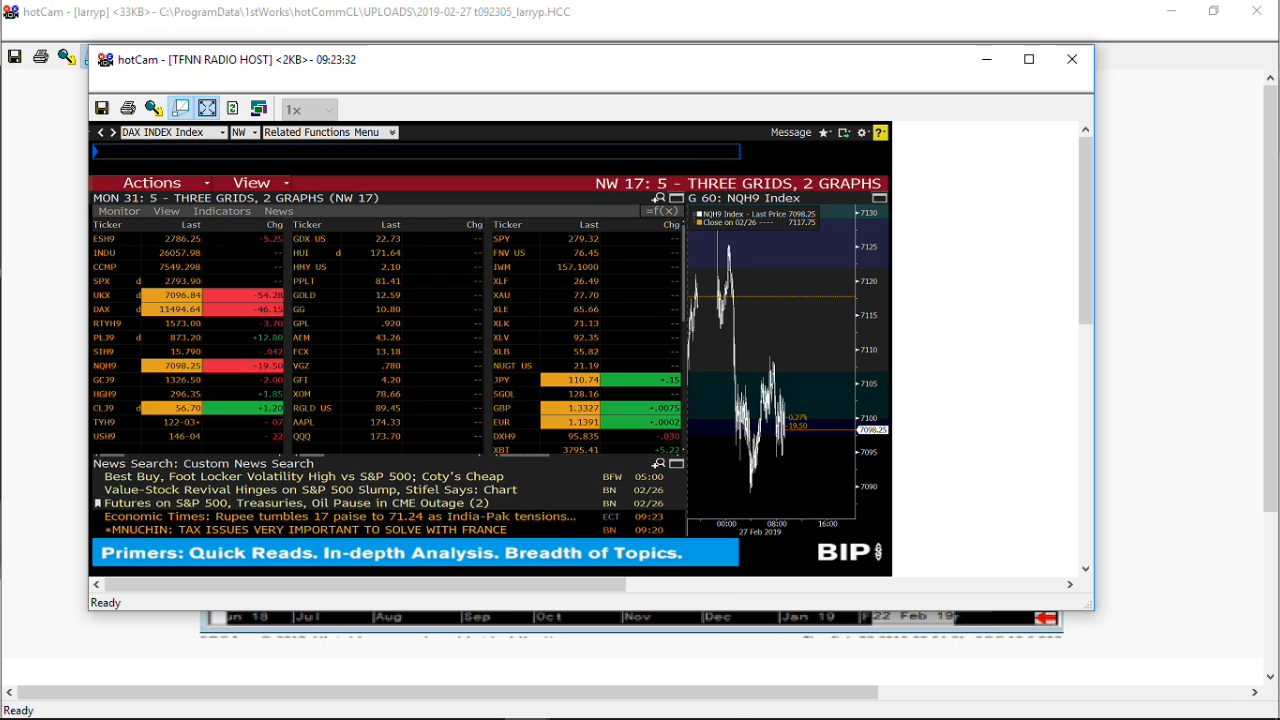 hotCam - [larryp] <33KB>- C:\ProgramData\1stWorks\hotCommCL\UPLOADS\2019-02-27 t092305_larryp.HCC
hotCam - [TFNN RADIO HOST] <2KB>- 09:23:32
1x
DAX INDEX Index NW Related Functions Menu Message
Actions View NW 17: 5 - THREE GRIDS, 2 GRAPHS
MON 31: 5 - THREE GRIDS, 2 GRAPHS (NW 17) G 60: NQH9 Index
Monitor View Indicators News =f(x)
Ticker Last Chg Ticker Last Chg Ticker Last Chg
ESH9 2786.25 -5.25 GDX US 22.73 -- SPY 279.32 --
INDU 26057.98 -- HUI d 171.64 -- FNV US 76.45 --
CCMP 7549.298 -- HMY US 2.10 -- IWM 157.1000 --
SPX d 2793.90 -- PPLT 81.41 -- XLF 26.49 --
UKX d 7096.84 -54.28 GOLD 12.59 -- XAU 77.70 --
DAX d 11494.64 -46.15 GG 10.80 -- XLE 65.66 --
RTYH9 1573.00 -3.70 GPL .920 -- XLK 71.13 --
PLJ9 d 873.20 +12.80 AEM 43.26 -- XLV 92.35 --
SIH9 15.790 -.042 FCX 13.18 -- XLB 55.82 --
NQH9 7098.25 -19.50 VGZ .780 -- NUGT US 21.19 --
GCJ9 1326.50 -2.00 GFI 4.20 -- JPY 110.74 +.15
HGH9 296.35 +1.85 XOM 78.66 -- SGOL 128.16 --
CLJ9 d 56.70 +1.20 RGLD US 89.45 -- GBP 1.3327 +.0075
TYH9 122-03+ - 07 AAPL 174.33 -- EUR 1.1391 +.0002
USH9 146-04 - 22 QQQ 173.70 -- DXH9 95.835 -.030
XBT 3795.41 +5.22
NQH9 Index - Last Price 7098.25
Close on 02/26 ---- 7117.75
7130
7125
7120
7115
7110
7105
7100
-0.27%
-19.50
7098.25
7095
7090
00:00 08:00 16:00
27 Feb 2019
News Search: Custom News Search
Best Buy, Foot Locker Volatility High vs S&P 500; Coty's Cheap BFW 05:00
Value-Stock Revival Hinges on S&P 500 Slump, Stifel Says: Chart BN 02/26
Futures on S&P 500, Treasuries, Oil Pause in CME Outage (2) BN 02/26
Economic Times: Rupee tumbles 17 paise to 71.24 as India-Pak tensions... ECT 09:23
*MNUCHIN: TAX ISSUES VERY IMPORTANT TO SOLVE WITH FRANCE BN 09:20
Primers: Quick Reads. In-depth Analysis. Breadth of Topics. BIP
Ready
18 Jul Aug Sep Oct Nov Dec Jan 19 22 Feb 19
Ready